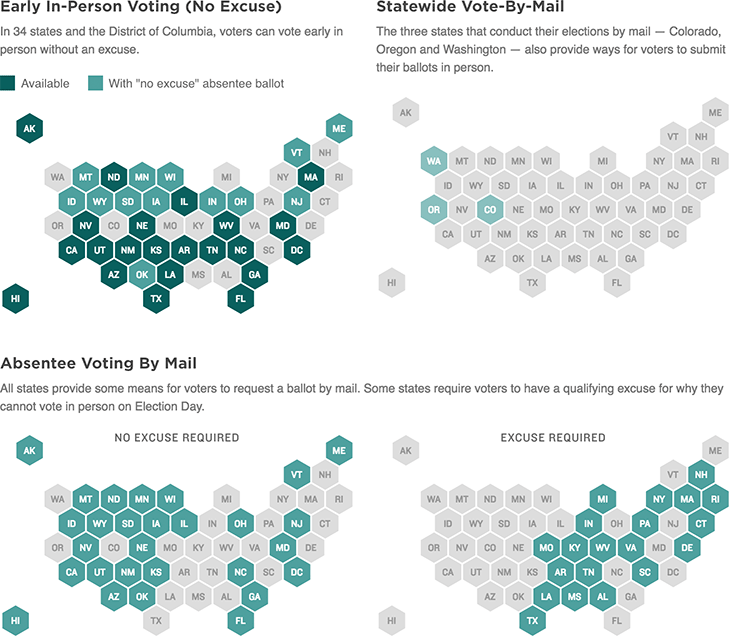 Early In-Person Voting (No Excuse)
In 34 states and the District of Columbia, voters can vote early in
person without an excuse.
Available
With "no excuse" absentee ballot
AK
ME
VT NH
WA MT ND MN WI MI NY MA RI
ID WY SD IA IL IN OH PA NJ CT
OR NV CO NE MO KY WV VA MD DE
CA UT NM KS AR TN NC SC DC
AZ OK LA MS AL GA
HI TX FL
Statewide Vote-By-Mail
The three states that conduct their elections by mail — Colorado,
Oregon and Washington — also provide ways for voters to submit
their ballots in person.
AK ME
VT NH
WA MT ND MN WI MI NY MA RI
ID WY SD IA IL IN OH PA NJ CT
OR NV CO NE MO KY WV VA MD DE
CA UT NM KS AR TN NC SC DC
AZ OK LA MS AL GA
HI TX FL
Absentee Voting By Mail
All states provide some means for voters to request a ballot by mail. Some states require voters to have a qualifying excuse for why they
cannot vote in person on Election Day.
NO EXCUSE REQUIRED
AK ME
VT NH
WA MT ND MN WI MI NY MA RI
ID WY SD IA IL IN OH PA NJ CT
OR NV CO NE MO KY WV VA MD DE
CA UT NM KS AR TN NC SC DC
AZ OK LA MS AL GA
HI TX FL
EXCUSE REQUIRED
AK ME
VT NH
WA MT ND MN WI MI NY MA RI
ID WY SD IA IL IN OH PA NJ CT
OR NV CO NE MO KY WV VA MD DE
CA UT NM KS AR TN NC SC DC
AZ OK LA MS AL GA
HI TX FL